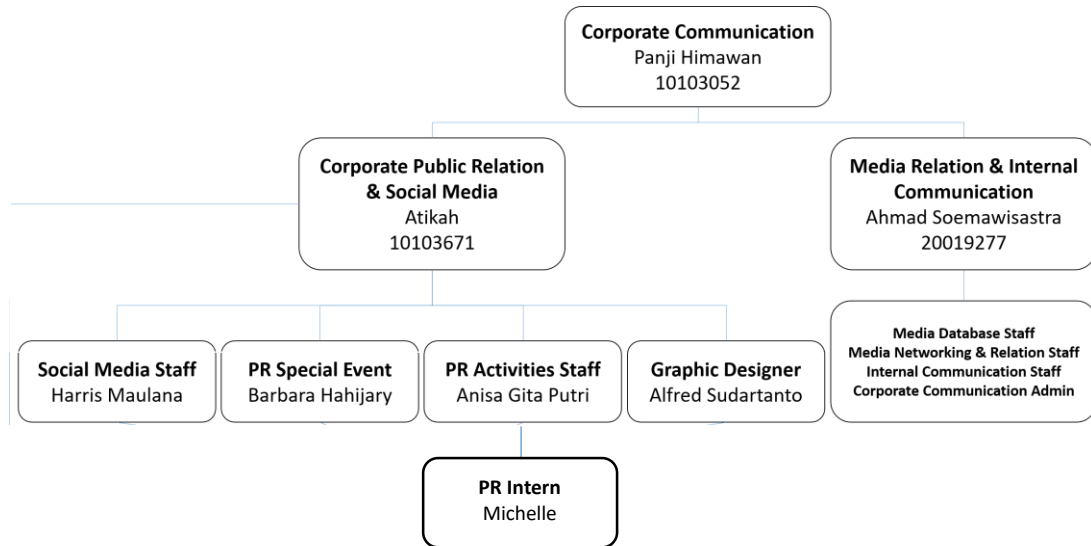 Corporate Communication
Panji Himawan
10103052
Corporate Public Relation
& Social Media
Atikah
10103671
Media Relation & Internal
Communication
Ahmad Soemawisastra
20019277
Social Media Staff
Harris Maulana
PR Special Event
Barbara Hahijary
PR Activities Staff
Anisa Gita Putri
Graphic Designer
Alfred Sudartanto
Media Database Staff
Media Networking & Relation Staff
Internal Communication Staff
Corporate Communication Admin
PR Intern
Michelle